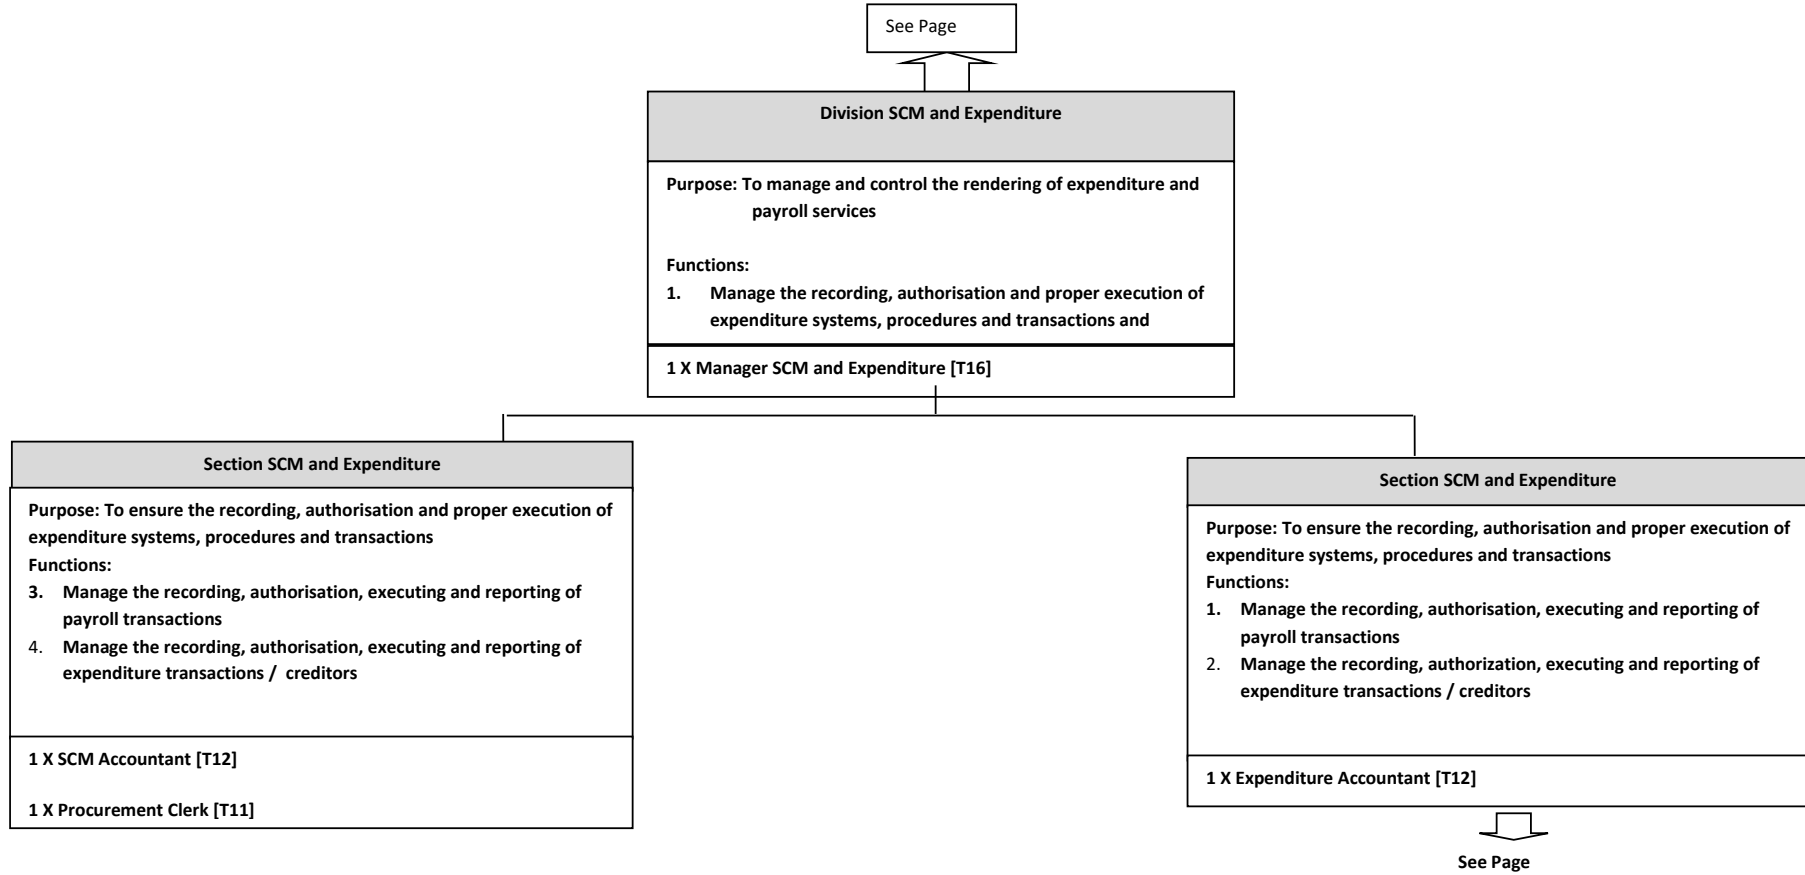 See Page
Division SCM and Expenditure
Purpose: To manage and control the rendering of expenditure and
payroll services
Functions:
1. Manage the recording, authorisation and proper execution of
expenditure systems, procedures and transactions and
1 X Manager SCM and Expenditure [T16]
Section SCM and Expenditure
Purpose: To ensure the recording, authorisation and proper execution of
expenditure systems, procedures and transactions
Functions:
3. Manage the recording, authorisation, executing and reporting of
payroll transactions
4. Manage the recording, authorisation, executing and reporting of
expenditure transactions / creditors
1 X SCM Accountant [T12]
1 X Procurement Clerk [T11]
Section SCM and Expenditure
Purpose: To ensure the recording, authorisation and proper execution of
expenditure systems, procedures and transactions
Functions:
1. Manage the recording, authorisation, executing and reporting of
payroll transactions
2. Manage the recording, authorization, executing and reporting of
expenditure transactions / creditors
1 X Expenditure Accountant [T12]
See Page